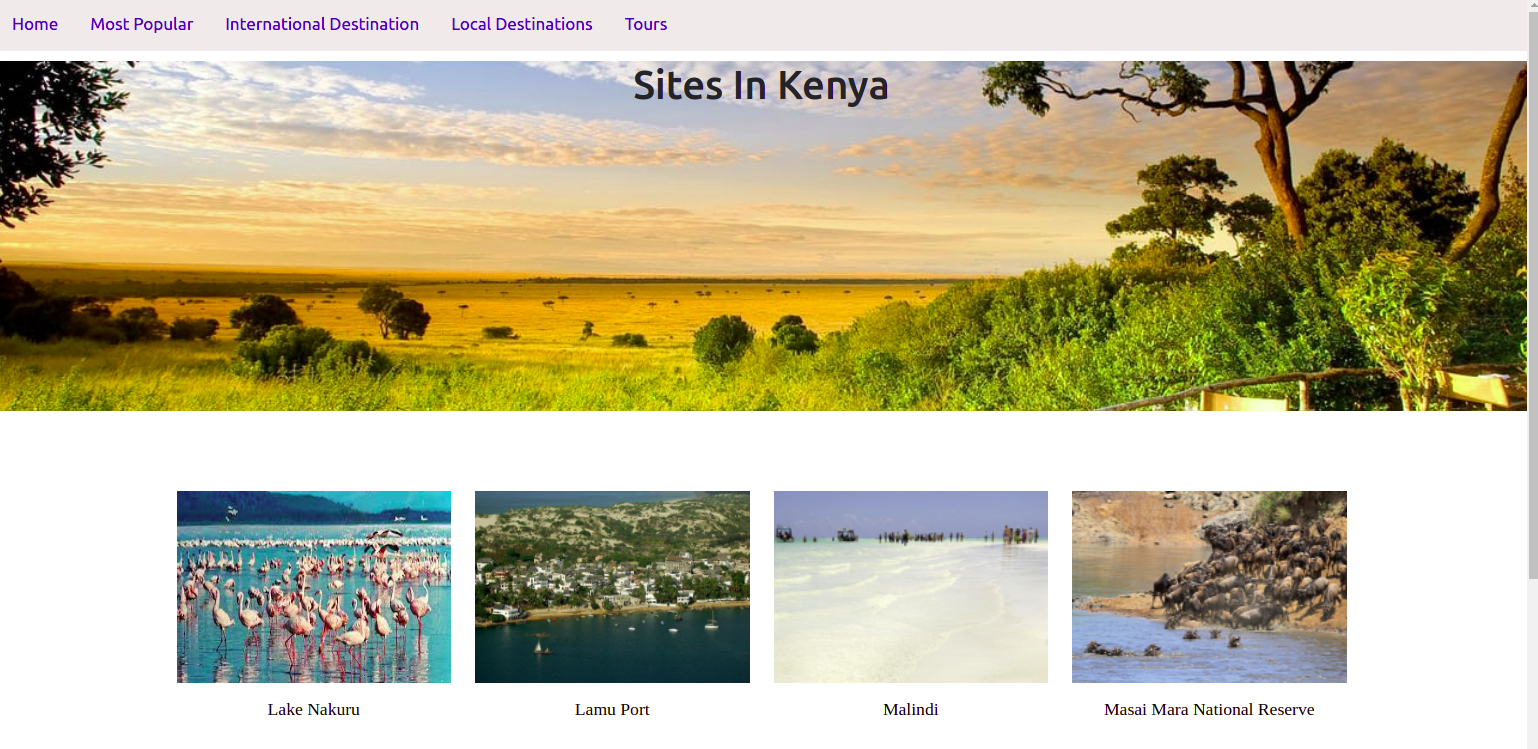 Home Most Popular International Destination Local Destinations Tours
Sites In Kenya
Lake Nakuru Lamu Port Malindi Masai Mara National Reserve